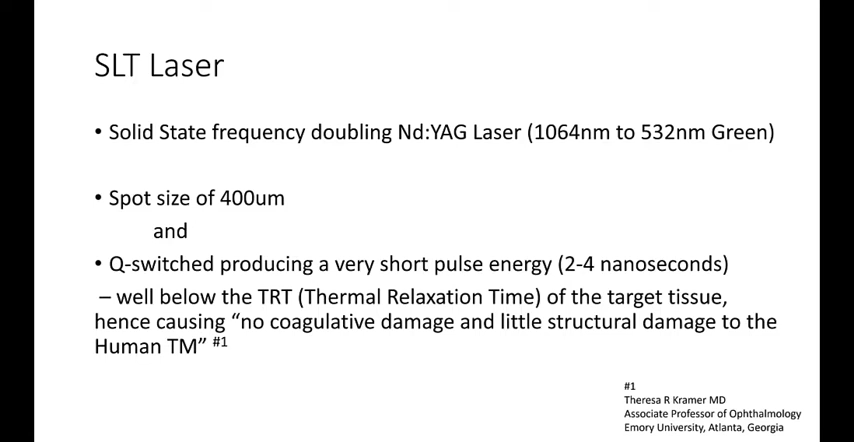 SLT Laser
• Solid State frequency doubling Nd:YAG Laser (1064nm to 532nm Green)
• Spot size of 400um
and
• Q-switched producing a very short pulse energy (2-4 nanoseconds)
– well below the TRT (Thermal Relaxation Time) of the target tissue,
hence causing “no coagulative damage and little structural damage to the
Human TM” #1
#1
Theresa R Kramer MD
Associate Professor of Ophthalmology
Emory University, Atlanta, Georgia